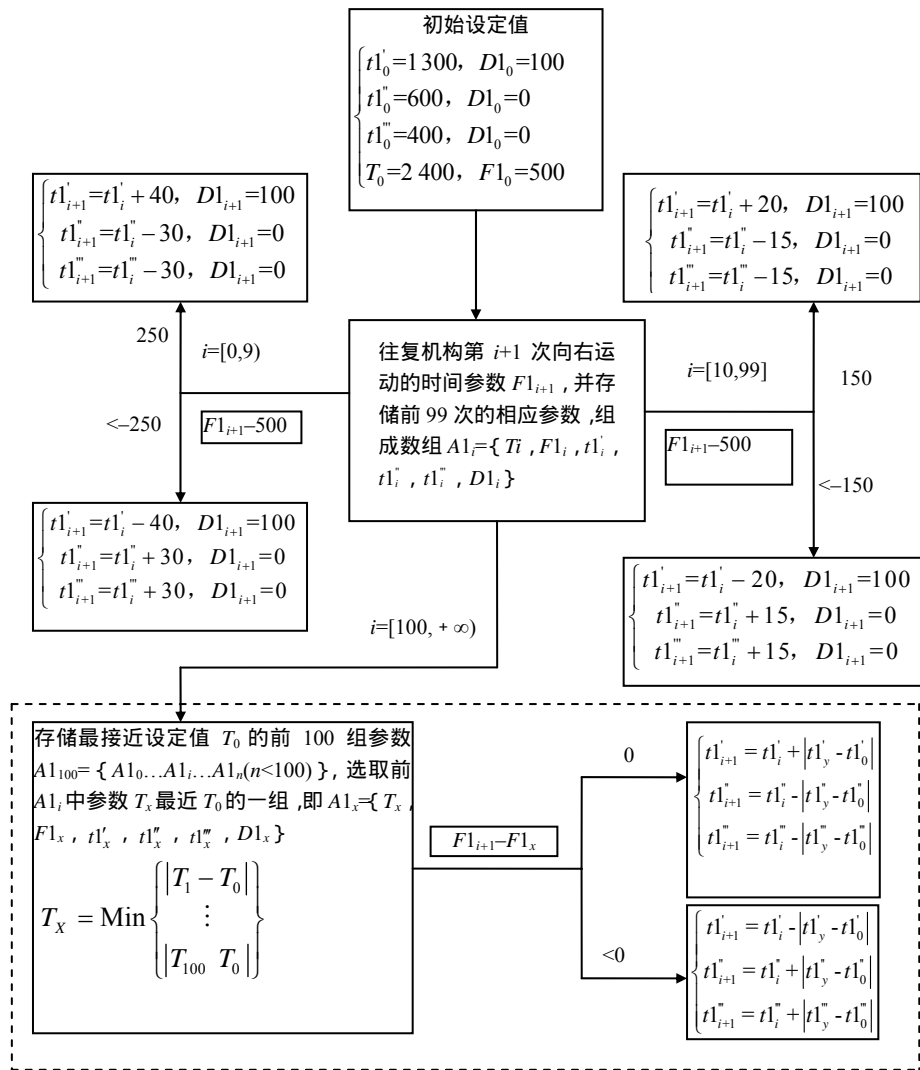 初始设定值
t1'₀=1300，D1₀=100
t1''₀=600，D1₀=0
t1'''₀=400，D1₀=0
T₀=2 400，F1₀=500
t1'ᵢ₊₁=t1'ᵢ+40，D1ᵢ₊₁=100
t1''ᵢ₊₁=t1''ᵢ−30，D1ᵢ₊₁=0
t1'''ᵢ₊₁=t1'''ᵢ−30，D1ᵢ₊₁=0
t1'ᵢ₊₁=t1'ᵢ+20，D1ᵢ₊₁=100
t1''ᵢ₊₁=t1''ᵢ−15，D1ᵢ₊₁=0
t1'''ᵢ₊₁=t1'''ᵢ−15，D1ᵢ₊₁=0
250
i=[0,9)
<–250
F1ᵢ₊₁–500
往复机构第 i+1 次向右运
动的时间参数 F1ᵢ₊₁，并存
储前 99 次的相应参数，组
成数组 A1ᵢ={ Ti，F1ᵢ，t1'ᵢ，
t1''ᵢ，t1'''ᵢ，D1ᵢ}
i=[10,99]
150
F1ᵢ₊₁–500
<–150
t1'ᵢ₊₁=t1'ᵢ−40，D1ᵢ₊₁=100
t1''ᵢ₊₁=t1''ᵢ+30，D1ᵢ₊₁=0
t1'''ᵢ₊₁=t1'''ᵢ+30，D1ᵢ₊₁=0
t1'ᵢ₊₁=t1'ᵢ−20，D1ᵢ₊₁=100
t1''ᵢ₊₁=t1''ᵢ+15，D1ᵢ₊₁=0
t1'''ᵢ₊₁=t1'''ᵢ+15，D1ᵢ₊₁=0
i=[100, + ∞)
存储最接近设定值 T₀ 的前 100 组参数
A1₁₀₀={ A1₀…A1ᵢ…A1ₙ(n<100) }，选取前
A1ᵢ 中参数 Tₓ 最近 T₀ 的一组，即 A1ₓ={ Tₓ，
F1ₓ，t1'ₓ，t1''ₓ，t1'''ₓ，D1ₓ}
|T₁−T₀|
T_X = Min{ ⋮ }
|T₁₀₀ T₀|
F1ᵢ₊₁–F1ₓ
0
t1'ᵢ₊₁=t1'ᵢ+|t1'_y-t1'₀|
t1''ᵢ₊₁=t1''ᵢ-|t1''_y-t1''₀|
t1'''ᵢ₊₁=t1'''ᵢ-|t1'''_y-t1'''₀|
<0
t1'ᵢ₊₁=t1'ᵢ-|t1'_y-t1'₀|
t1''ᵢ₊₁=t1''ᵢ+|t1''_y-t1''₀|
t1'''ᵢ₊₁=t1'''ᵢ+|t1'''_y-t1'''₀|